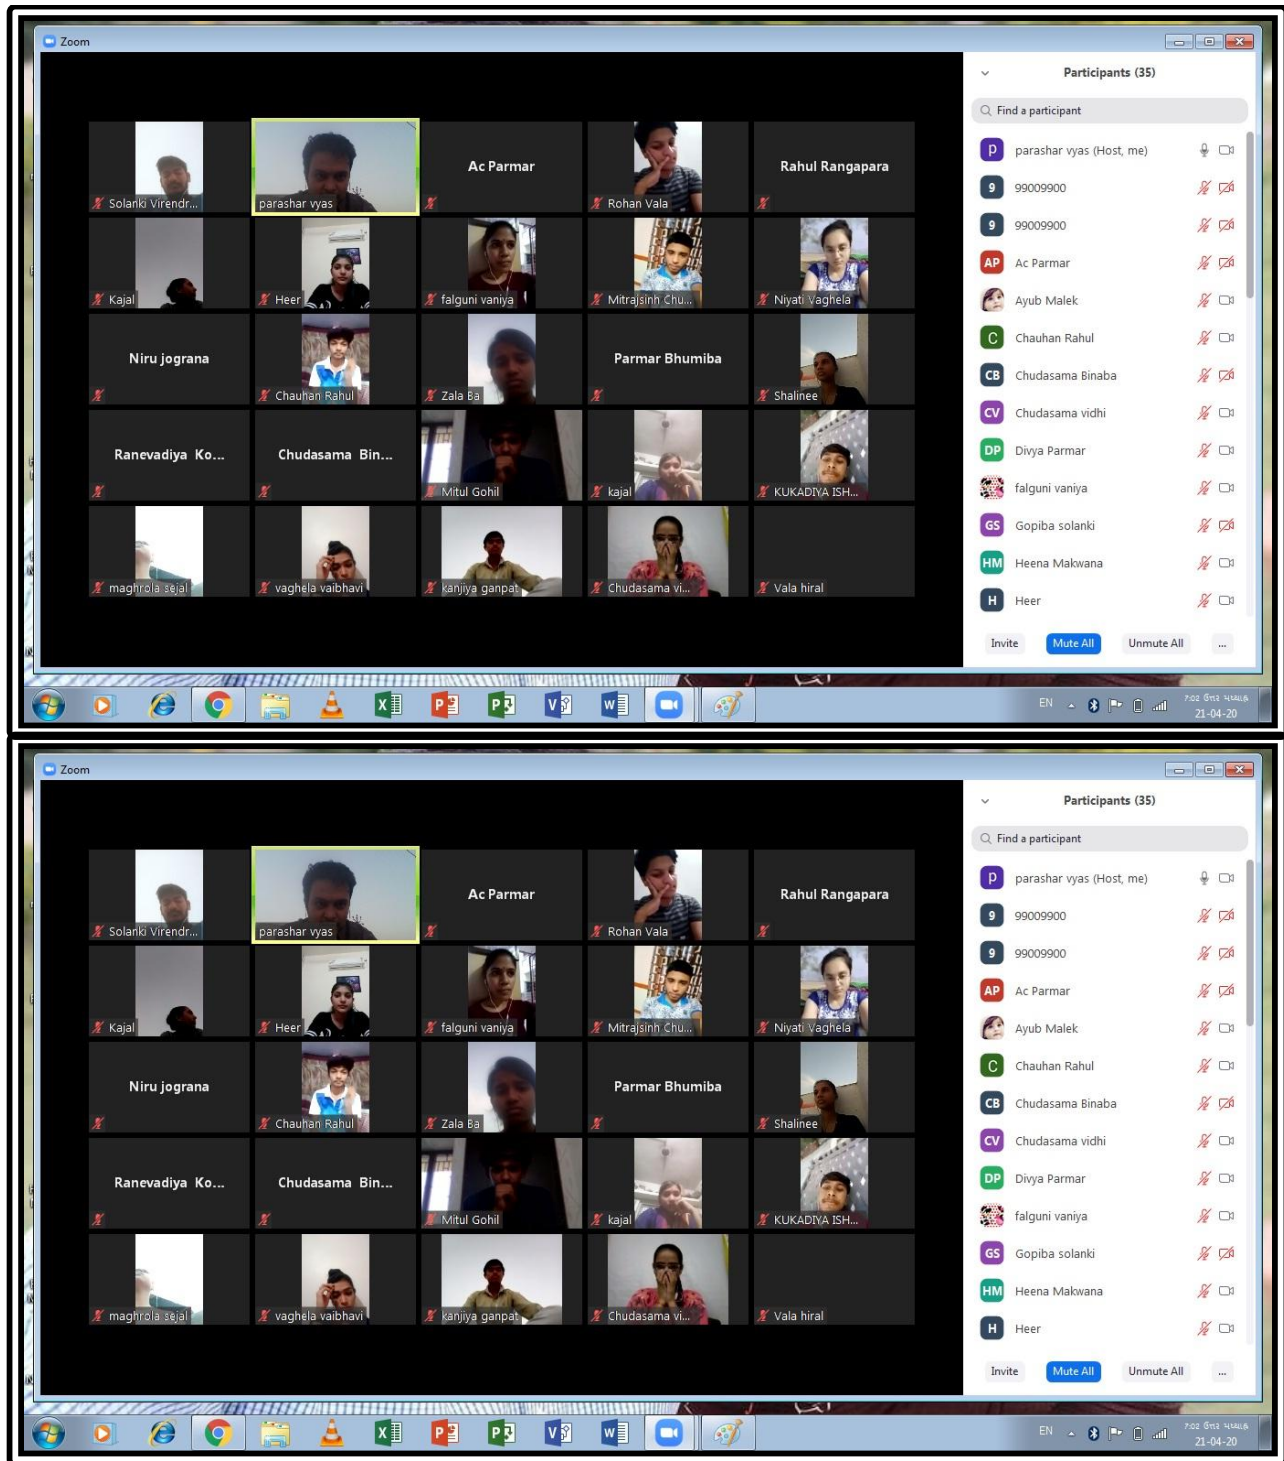 Zoom
Participants (35)
Find a participant
Solanki Virendr...
parashar vyas
Ac Parmar
Rohan Vala
Rahul Rangapara
Kajal
Heer
falguni vaniya
Mitrajsinh Chu...
Niyati Vaghela
Niru jograna
Chauhan Rahul
Zala Ba
Parmar Bhumiba
Shalinee
Ranevadiya Ko...
Chudasama Bin...
Mitul Gohil
kajal
KUKADIYA ISH...
maghrola sejal
vaghela vaibhavi
kanjiya ganpat
Chudasama vi...
Vala hiral
p parashar vyas (Host, me)
9 99009900
9 99009900
AP Ac Parmar
Ayub Malek
C Chauhan Rahul
CB Chudasama Binaba
CV Chudasama vidhi
DP Divya Parmar
falguni vaniya
GS Gopiba solanki
HM Heena Makwana
H Heer
Invite Mute All Unmute All ...
EN
21-04-20
Zoom
Participants (35)
Find a participant
Solanki Virendr...
parashar vyas
Ac Parmar
Rohan Vala
Rahul Rangapara
Kajal
Heer
falguni vaniya
Mitrajsinh Chu...
Niyati Vaghela
Niru jograna
Chauhan Rahul
Zala Ba
Parmar Bhumiba
Shalinee
Ranevadiya Ko...
Chudasama Bin...
Mitul Gohil
kajal
KUKADIYA ISH...
maghrola sejal
vaghela vaibhavi
kanjiya ganpat
Chudasama vi...
Vala hiral
p parashar vyas (Host, me)
9 99009900
9 99009900
AP Ac Parmar
Ayub Malek
C Chauhan Rahul
CB Chudasama Binaba
CV Chudasama vidhi
DP Divya Parmar
falguni vaniya
GS Gopiba solanki
HM Heena Makwana
H Heer
Invite Mute All Unmute All ...
EN
21-04-20